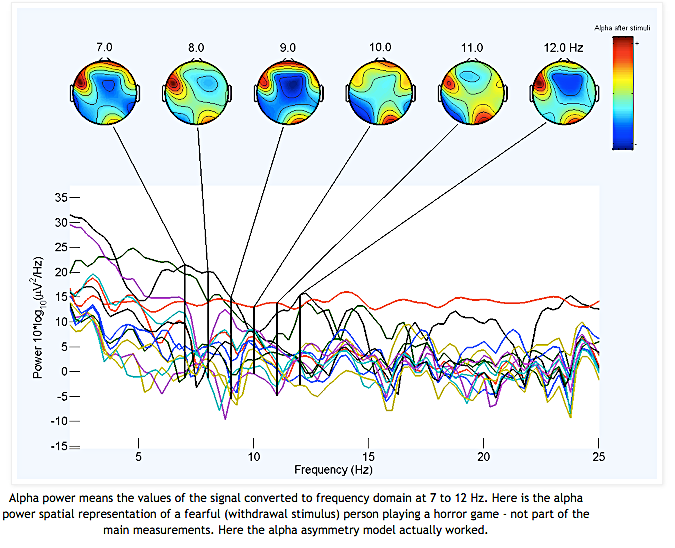 Alpha after stimuli
7.0 8.0 9.0 10.0 11.0 12.0 Hz
+
-
35
30
25
20
15
10
5
0
-5
-10
-15
Power 10*log10(μV2/Hz)
5 10 15 20 25
Frequency (Hz)
Alpha power means the values of the signal converted to frequency domain at 7 to 12 Hz. Here is the alpha
power spatial representation of a fearful (withdrawal stimulus) person playing a horror game - not part of the
main measurements. Here the alpha asymmetry model actually worked.